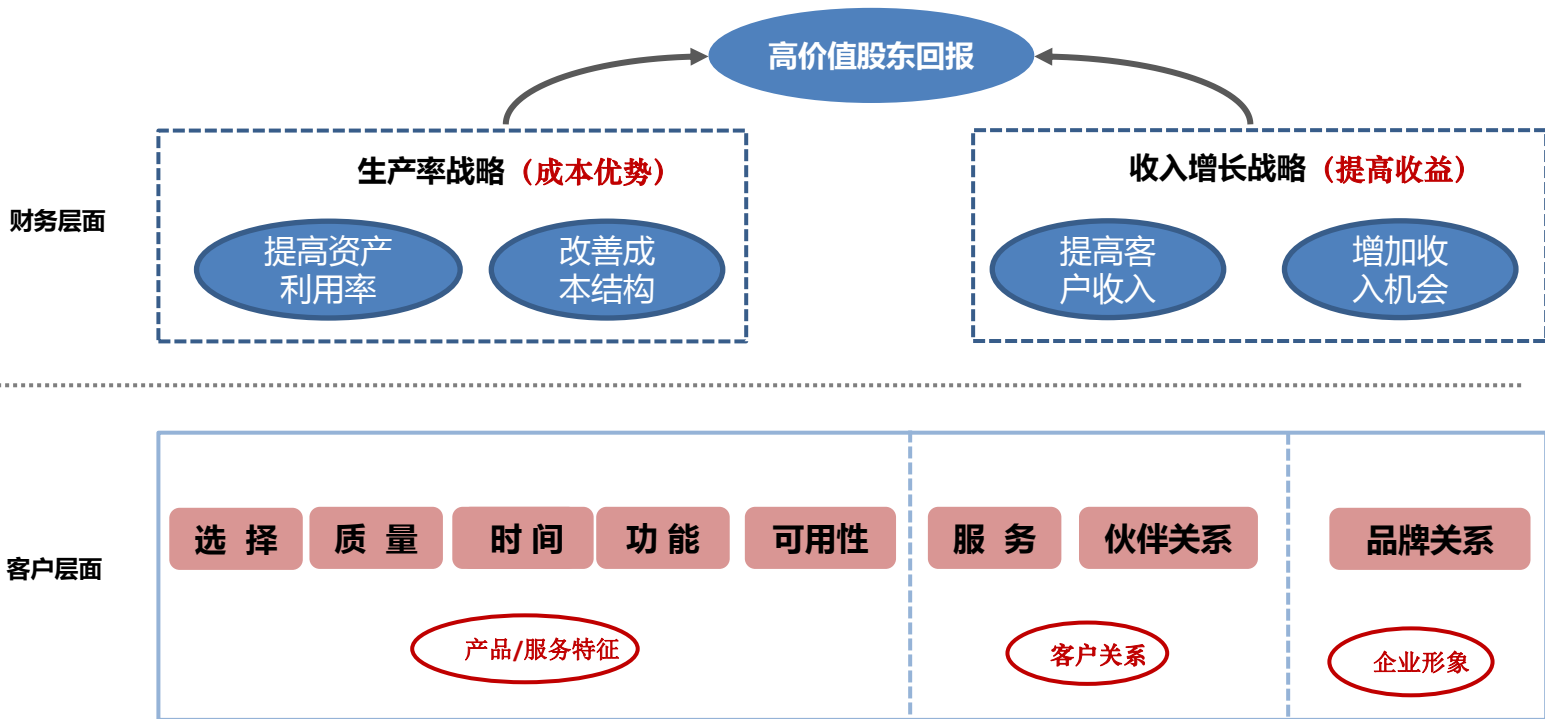 高价值股东回报
生产率战略（成本优势）
收入增长战略（提高收益）
财务层面
提高资产
利用率
改善成
本结构
提高客
户收入
增加收
入机会
选 择
质 量
时 间
功 能
可用性
服 务
伙伴关系
品牌关系
客户层面
产品/服务特征
客户关系
企业形象